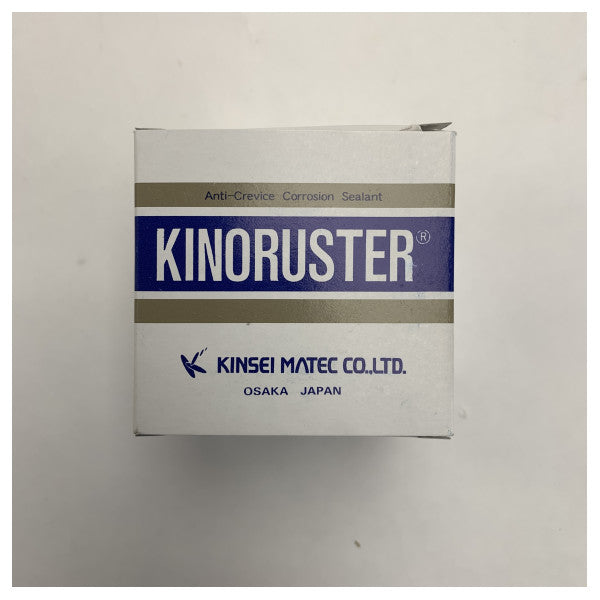 Anti-Crevice Corrosion Sealant
KINORUSTER®
KINSEI MATEC CO.,LTD.
OSAKA JAPAN